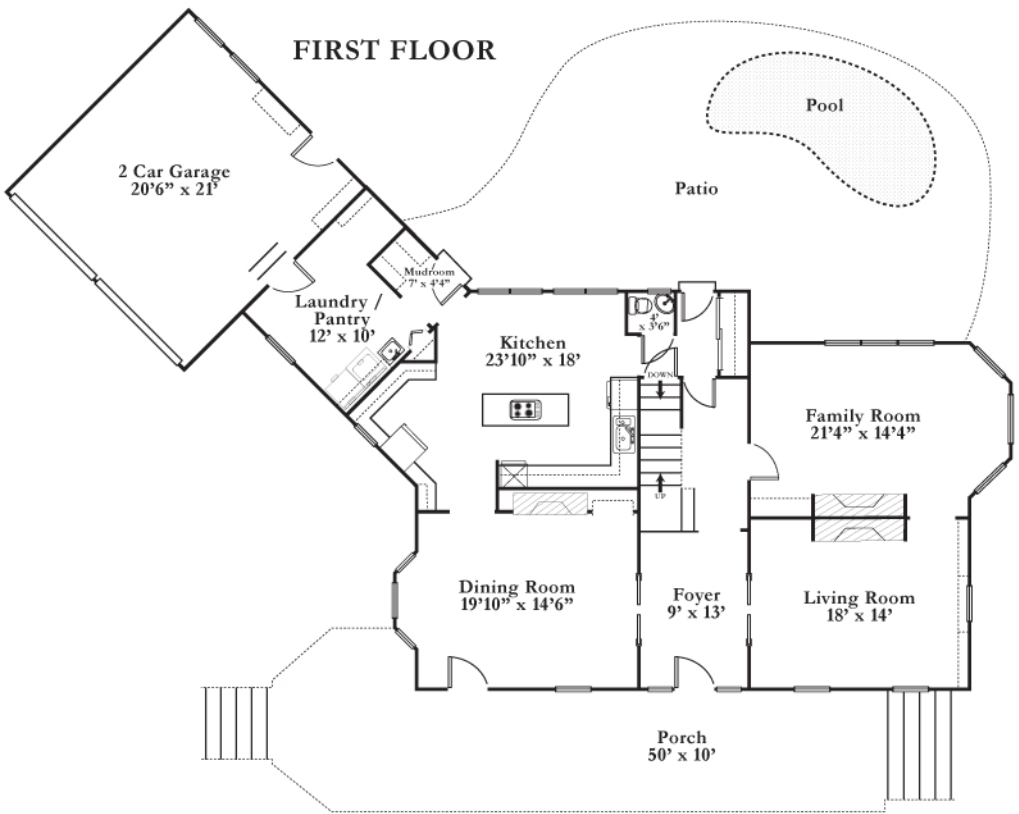 FIRST FLOOR
Pool
2 Car Garage
20'6” x 21'
Patio
Mudroom
7' x 4'4”
Laundry /
Pantry
12' x 10'
4'
x 3'6”
Kitchen
23'10” x 18'
DOWN
Family Room
21'4” x 14'4”
UP
Dining Room
19'10” x 14'6”
Foyer
9' x 13'
Living Room
18' x 14'
Porch
50' x 10'